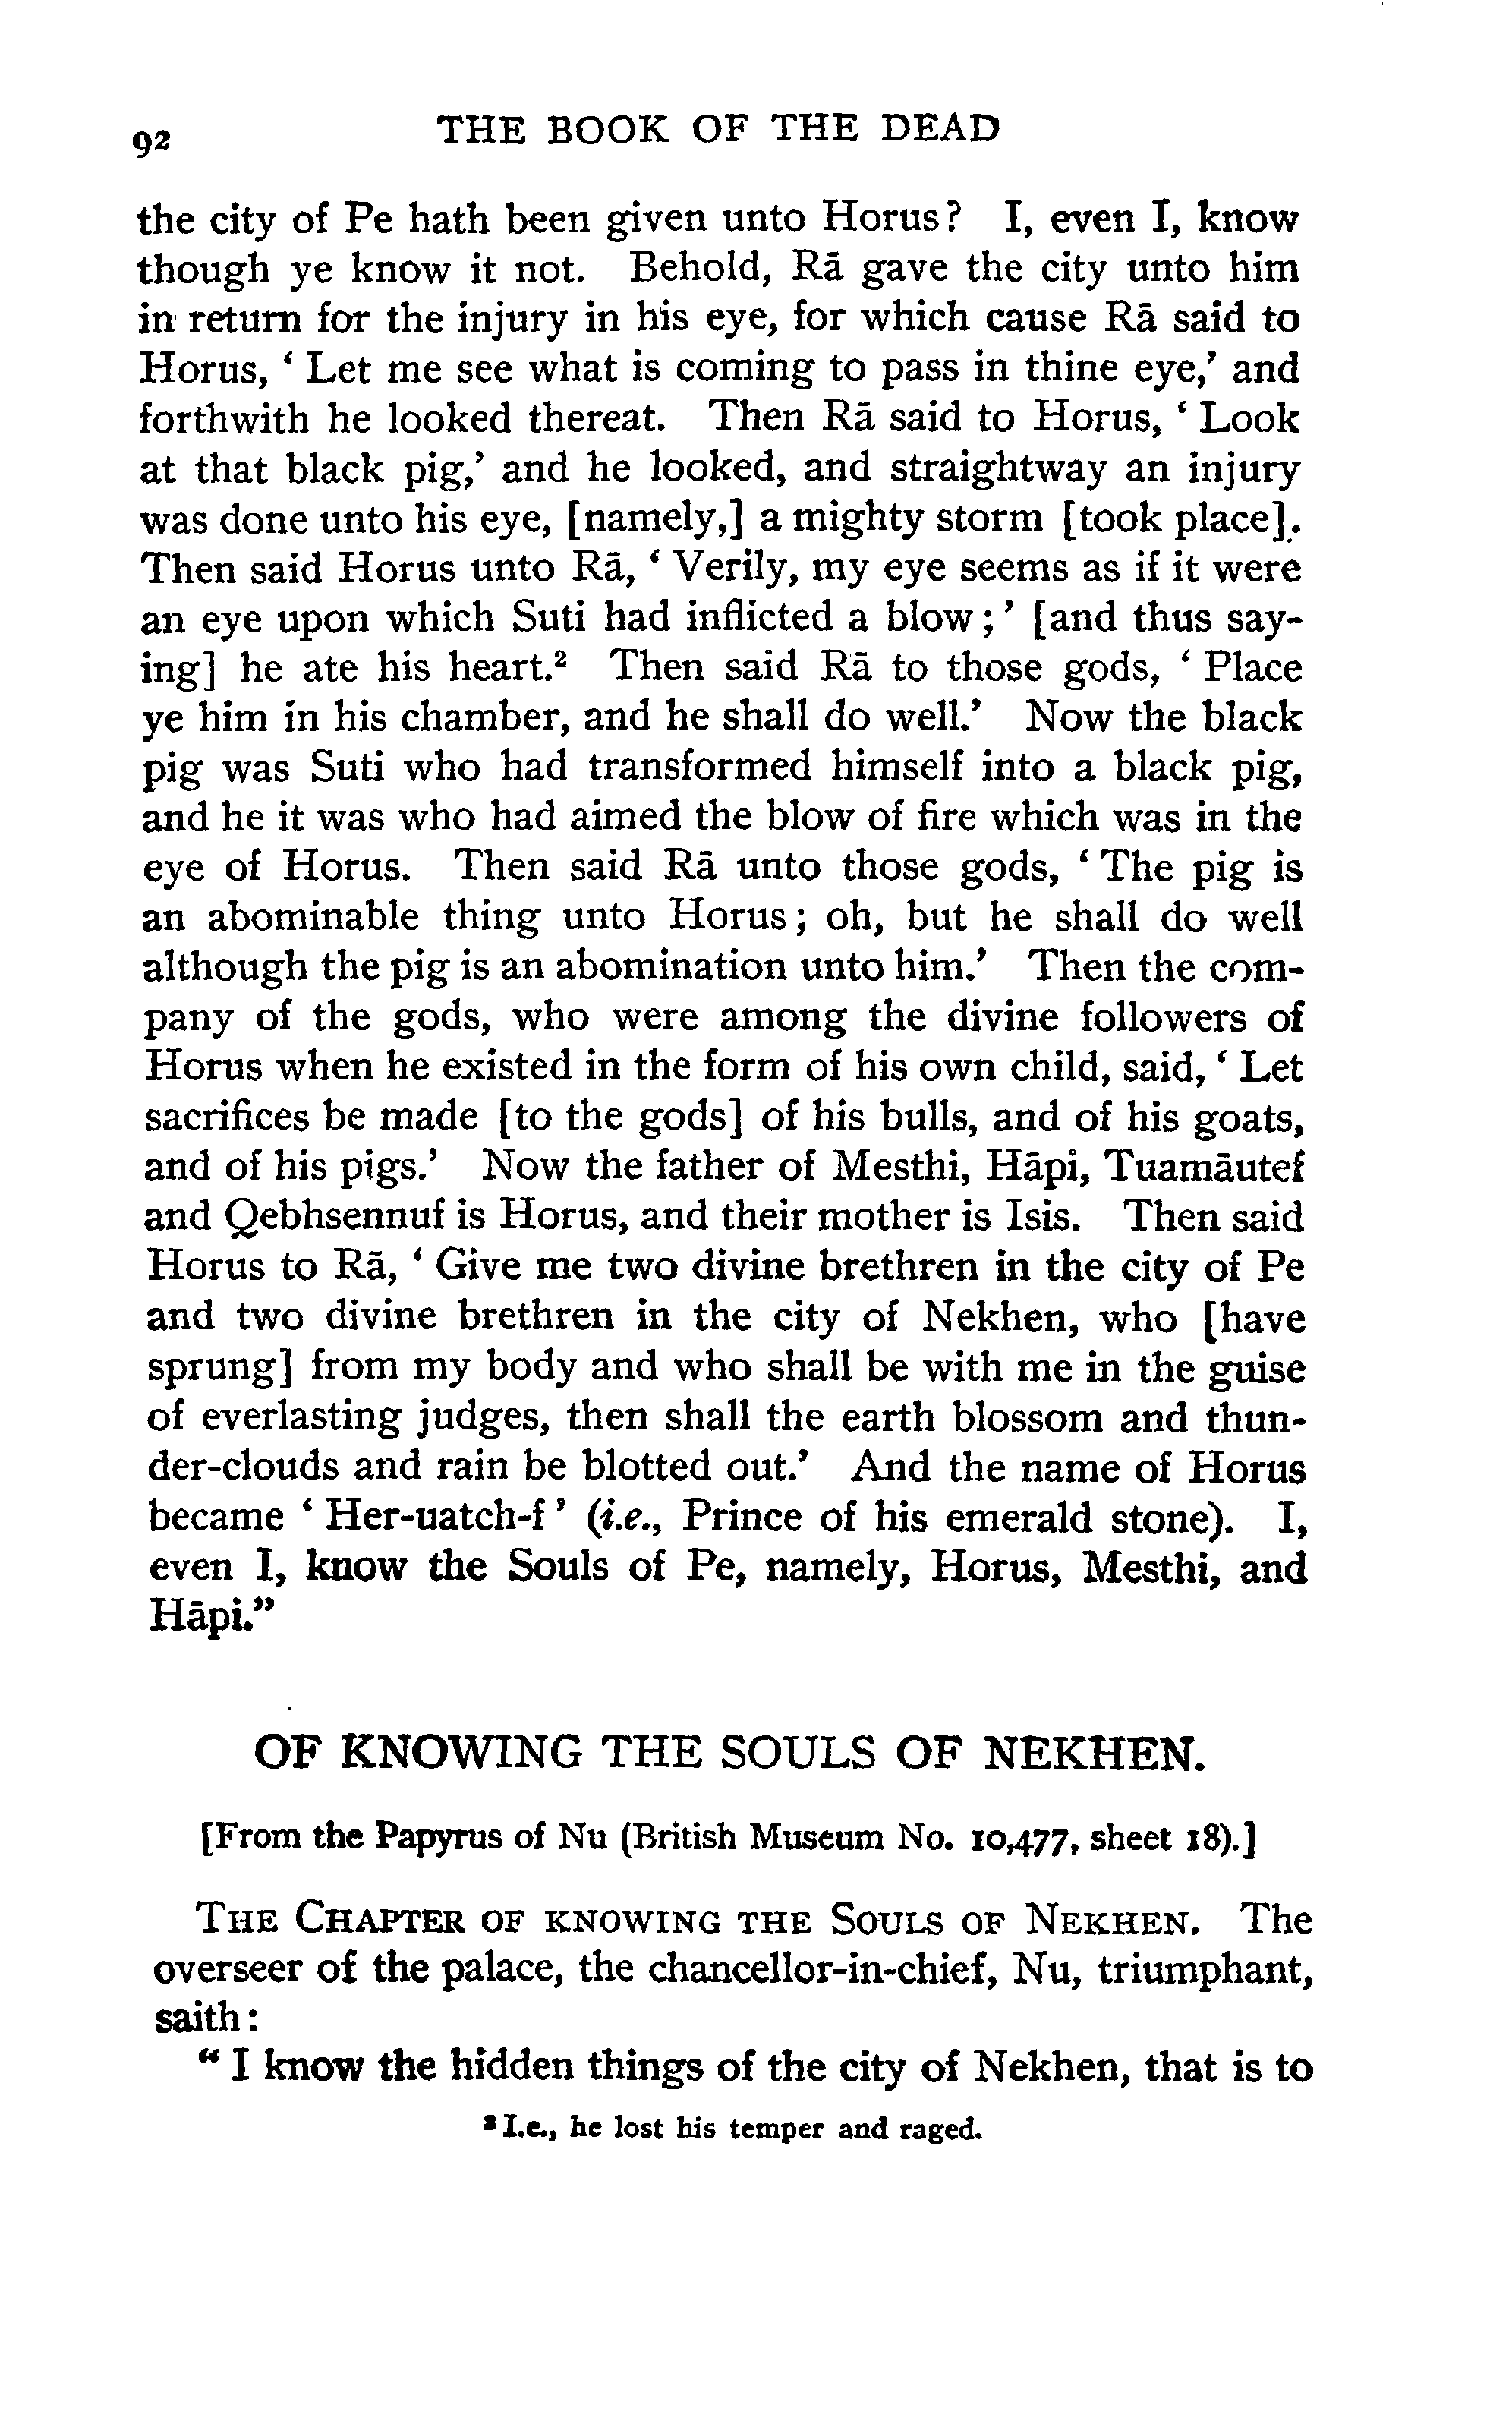 92 THE BOOK OF THE DEAD
the city of Pe hath been given unto Horus? I, even I, know
though ye know it not. Behold, Rā gave the city unto him
in return for the injury in his eye, for which cause Rā said to
Horus, ‘Let me see what is coming to pass in thine eye,’ and
forthwith he looked thereat. Then Rā said to Horus, ‘Look
at that black pig,’ and he looked, and straightway an injury
was done unto his eye, [namely,] a mighty storm [took place].
Then said Horus unto Rā, ‘Verily, my eye seems as if it were
an eye upon which Suti had inflicted a blow;’ [and thus say-
ing] he ate his heart.² Then said Rā to those gods, ‘Place
ye him in his chamber, and he shall do well.’ Now the black
pig was Suti who had transformed himself into a black pig,
and he it was who had aimed the blow of fire which was in the
eye of Horus. Then said Rā unto those gods, ‘The pig is
an abominable thing unto Horus; oh, but he shall do well
although the pig is an abomination unto him.’ Then the com-
pany of the gods, who were among the divine followers of
Horus when he existed in the form of his own child, said, ‘Let
sacrifices be made [to the gods] of his bulls, and of his goats,
and of his pigs.’ Now the father of Mesthi, Hāpi, Tuamāutef
and Qebhsennuf is Horus, and their mother is Isis. Then said
Horus to Rā, ‘Give me two divine brethren in the city of Pe
and two divine brethren in the city of Nekhen, who [have
sprung] from my body and who shall be with me in the guise
of everlasting judges, then shall the earth blossom and thun-
der-clouds and rain be blotted out.’ And the name of Horus
became ‘Her-uatch-f’ (i.e., Prince of his emerald stone). I,
even I, know the Souls of Pe, namely, Horus, Mesthi, and
Hāpi.”
OF KNOWING THE SOULS OF NEKHEN.
[From the Papyrus of Nu (British Museum No. 10,477, sheet 18).]
THE CHAPTER OF KNOWING THE SOULS OF NEKHEN. The
overseer of the palace, the chancellor-in-chief, Nu, triumphant,
saith:
“I know the hidden things of the city of Nekhen, that is to
² I.e., he lost his temper and raged.